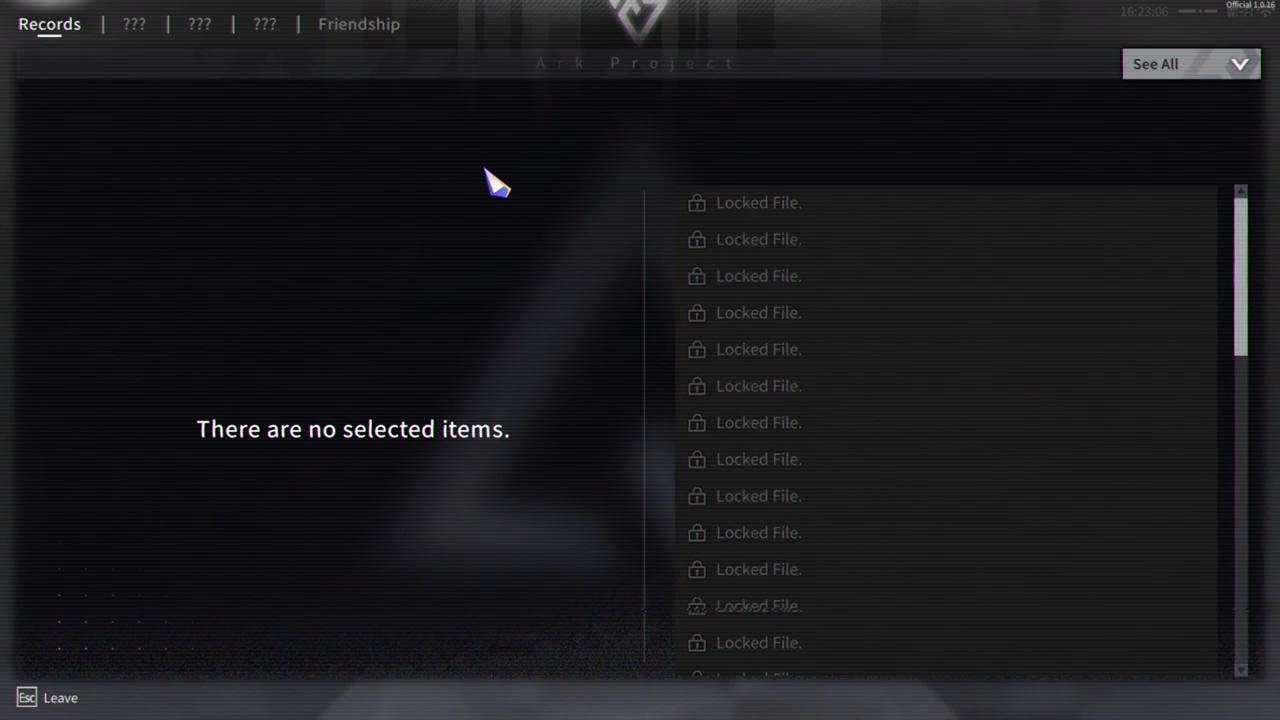 Official 1.0.16
Records | ??? | ??? | ??? | Friendship
16:23:06
Ark Project
See All
Locked File.
Locked File.
Locked File.
Locked File.
Locked File.
Locked File.
Locked File.
There are no selected items.
Locked File.
Locked File.
Locked File.
Locked File.
Locked File.
Locked File.
Esc Leave